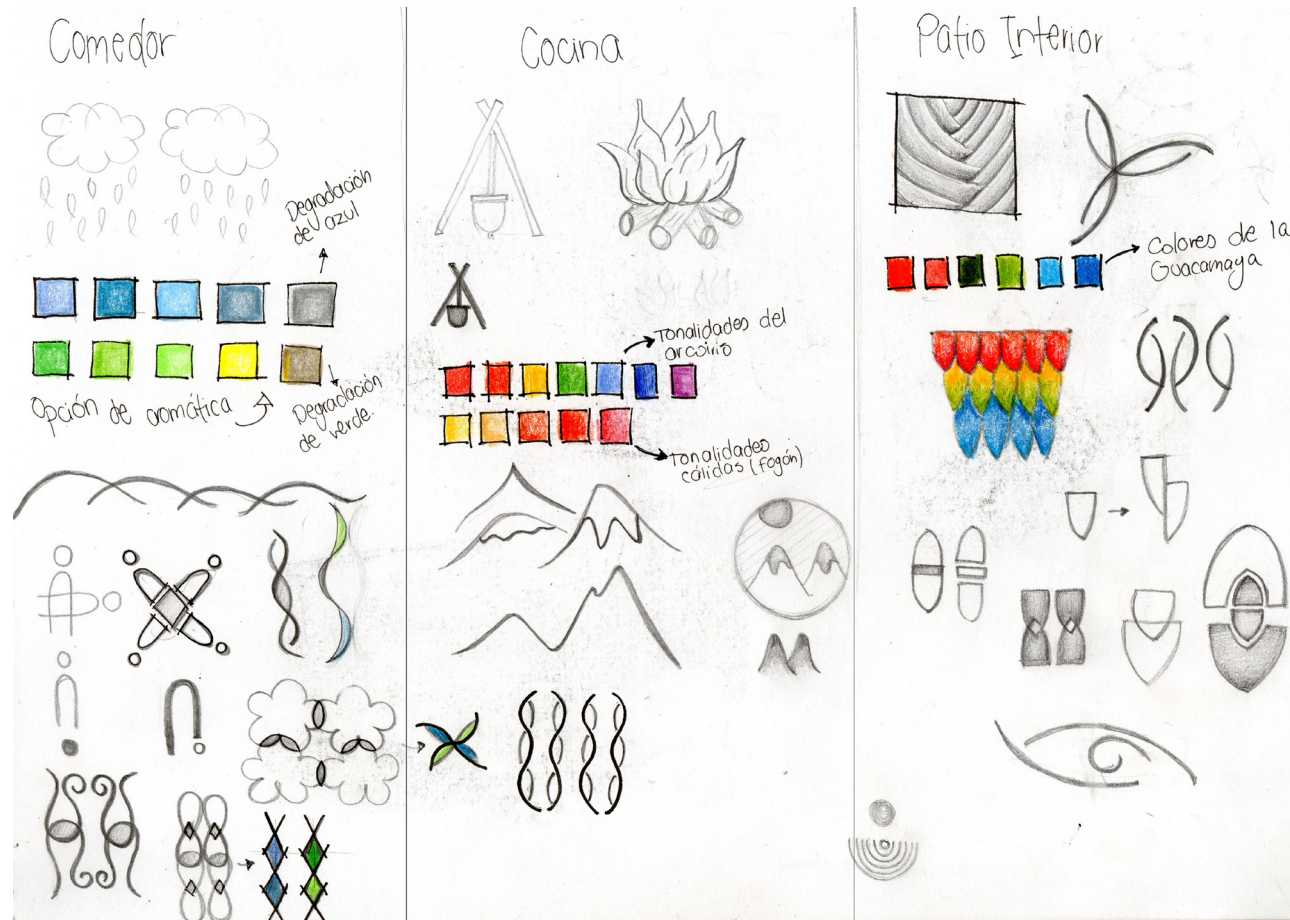 Comedor
Degradación
de azul
Opción de aromática
Degradación
de verde.
Cocina
Tonalidades del
arcoiris
Tonalidades
cálidas (fogón)
Patio Interior
Colores de la
Guacamaya